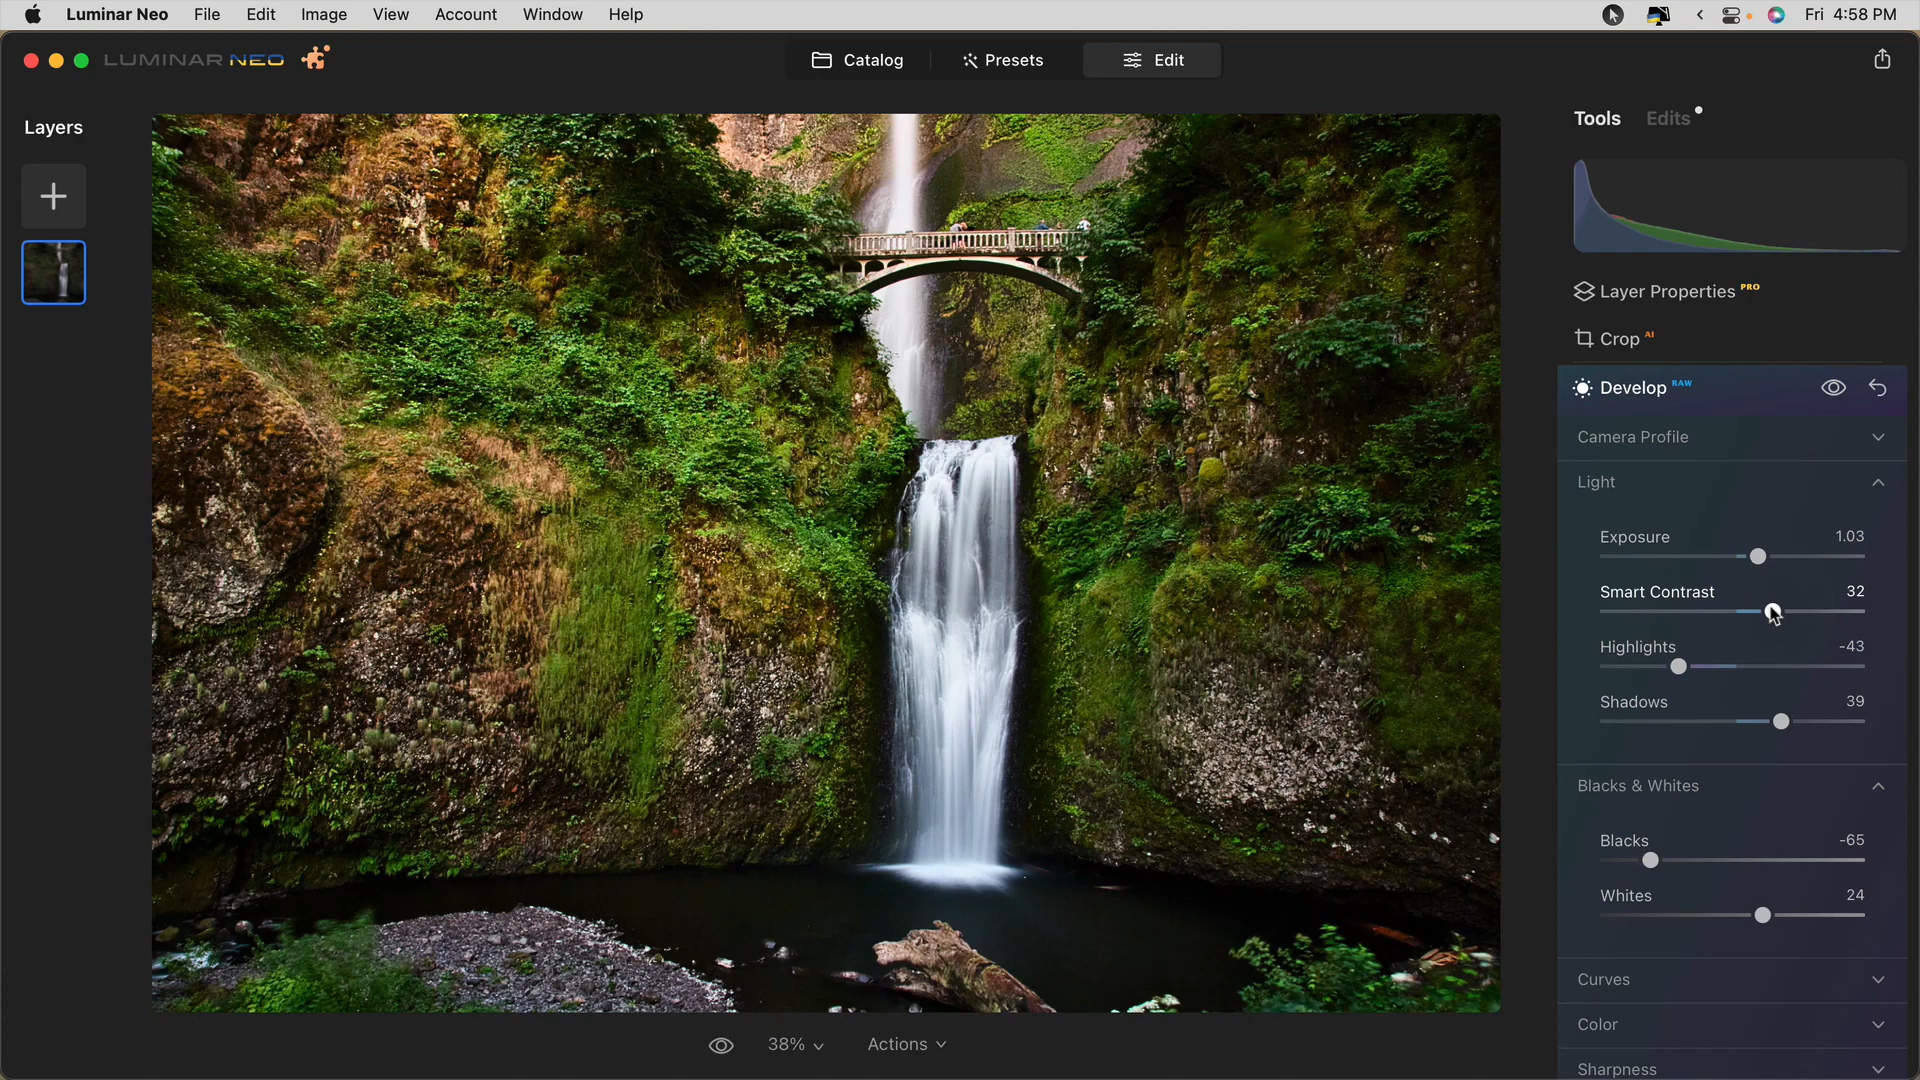 Luminar Neo File Edit Image View Account Window Help Fri 4:58 PM
LUMINAR NEO Catalog Presets Edit
Layers
Tools Edits
Layer Properties PRO
Crop AI
Develop RAW
Camera Profile
Light
Exposure 1.03
Smart Contrast 32
Highlights -43
Shadows 39
Blacks & Whites
Blacks -65
Whites 24
Curves
Color
Sharpness
38% Actions